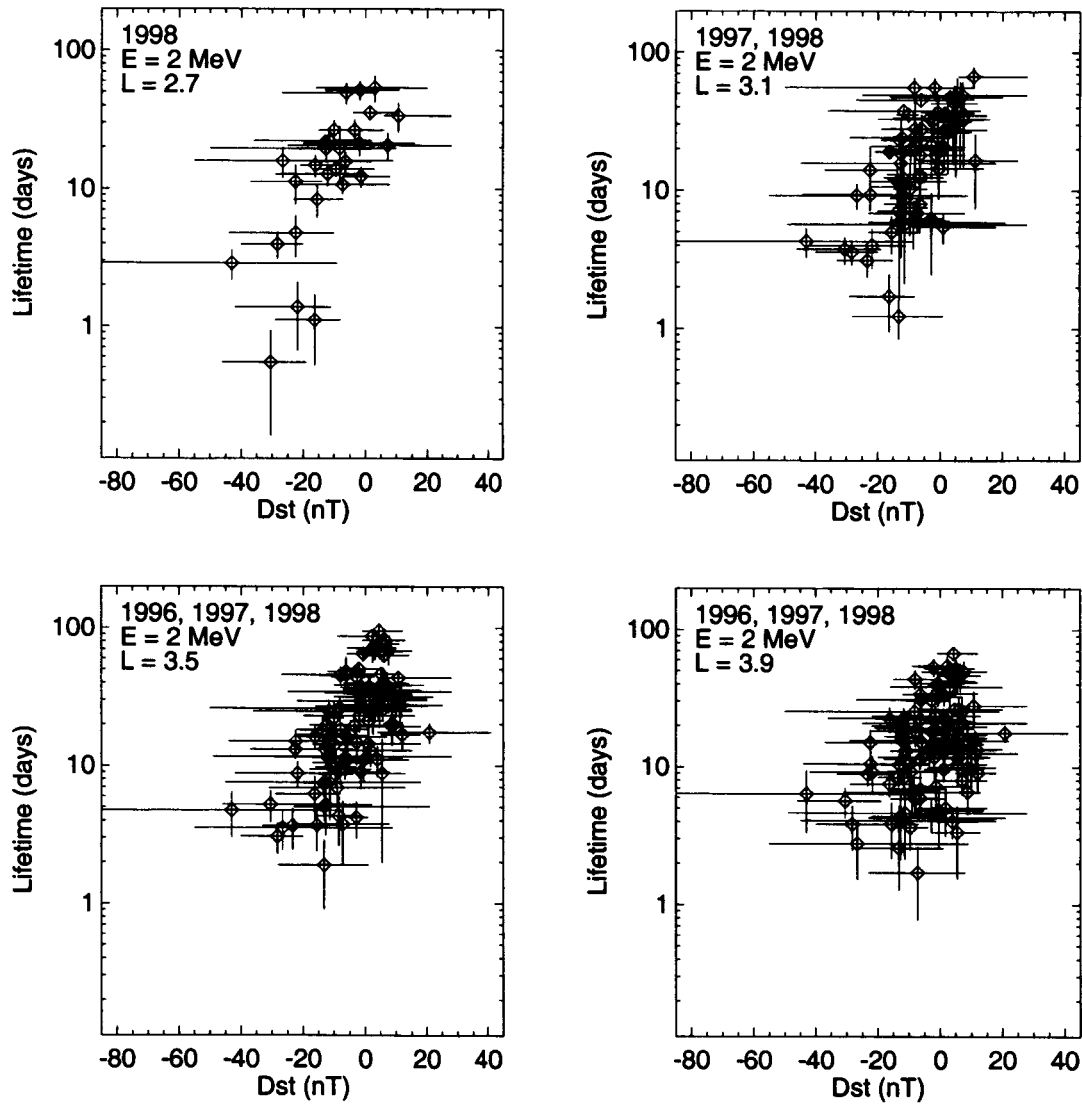 1998
E = 2 MeV
L = 2.7
100
10
1
Lifetime (days)
-80 -60 -40 -20 0 20 40
Dst (nT)
1997, 1998
E = 2 MeV
L = 3.1
100
10
1
Lifetime (days)
-80 -60 -40 -20 0 20 40
Dst (nT)
1996, 1997, 1998
E = 2 MeV
L = 3.5
100
10
1
Lifetime (days)
-80 -60 -40 -20 0 20 40
Dst (nT)
1996, 1997, 1998
E = 2 MeV
L = 3.9
100
10
1
Lifetime (days)
-80 -60 -40 -20 0 20 40
Dst (nT)